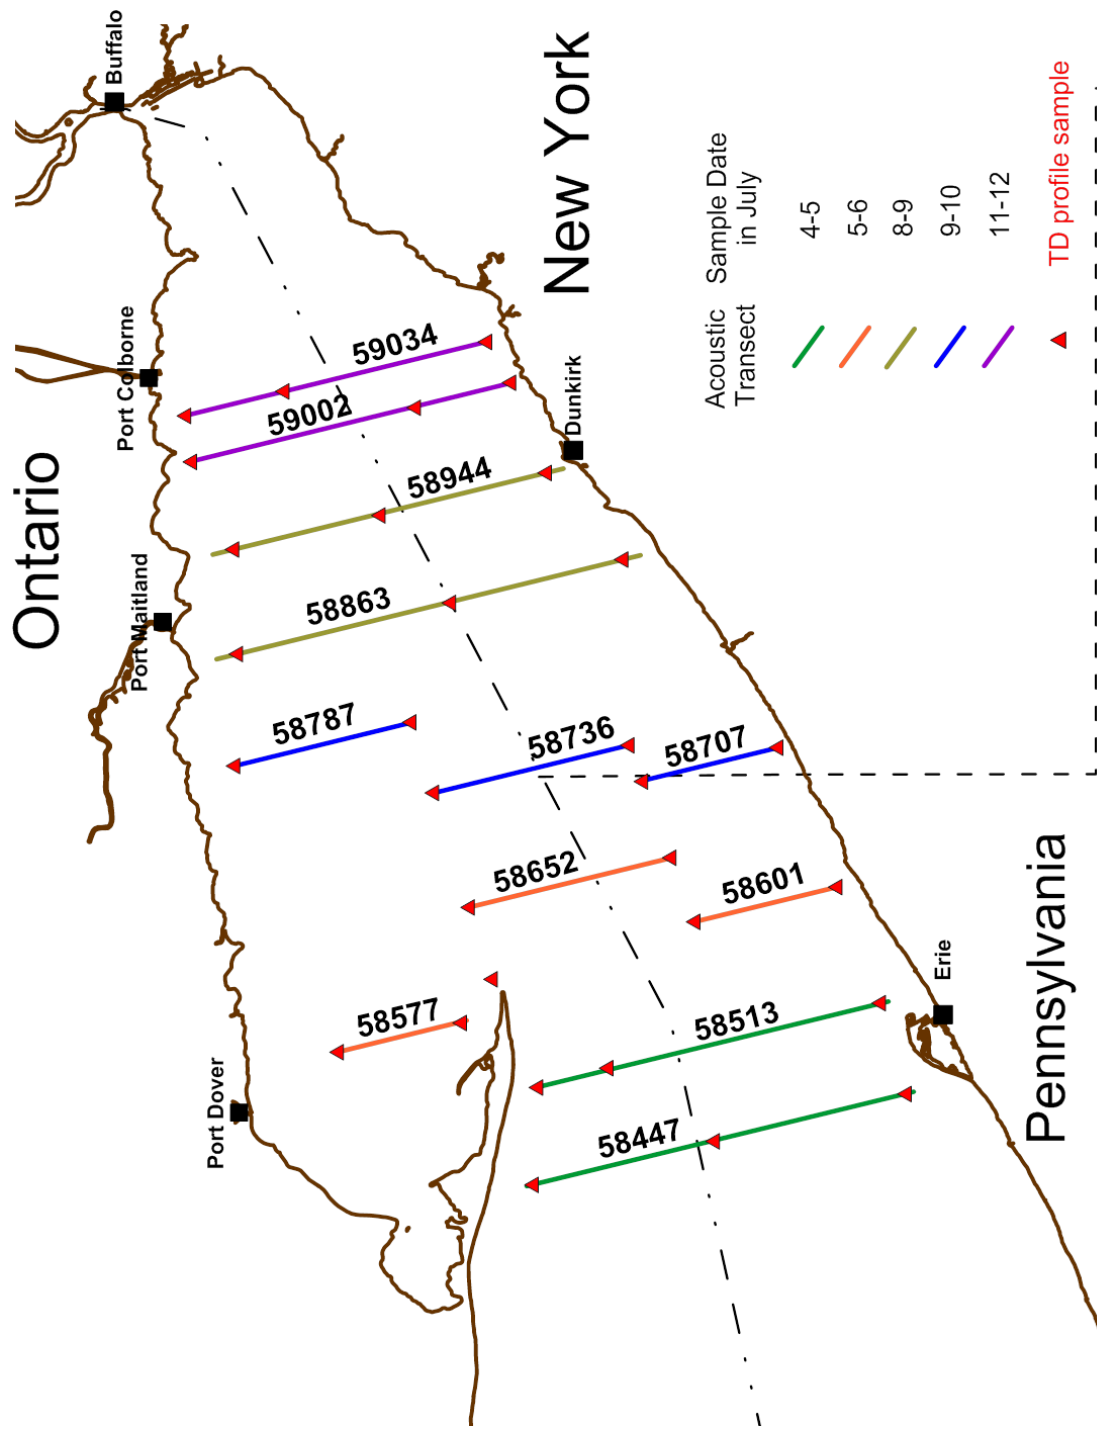 Ontario
New York
Pennsylvania
Buffalo
Port Colborne
Port Maitland
Port Dover
Dunkirk
Erie
59034
59002
58944
58863
58787
58736
58707
58652
58601
58577
58513
58447
Acoustic
Transect
Sample Date
in July
4-5
5-6
8-9
9-10
11-12
TD profile sample